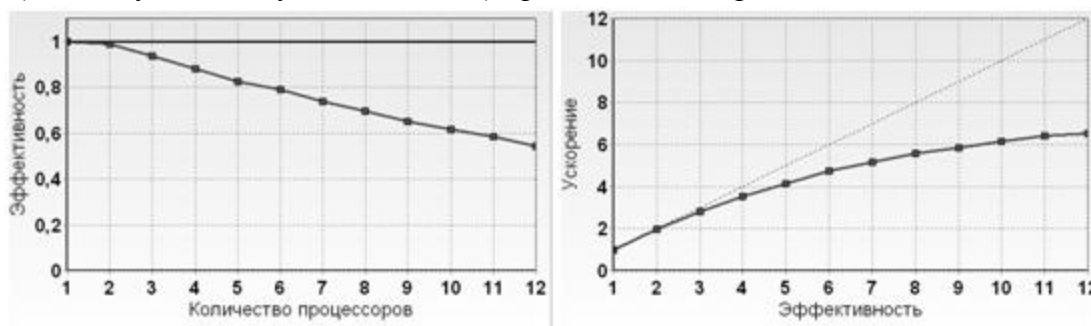 Эффективность
1
0,8
0,6
0,4
0,2
0
1 2 3 4 5 6 7 8 9 10 11 12
Количество процессоров
Ускорение
12
10
8
6
4
2
0
1 2 3 4 5 6 7 8 9 10 11 12
Эффективность